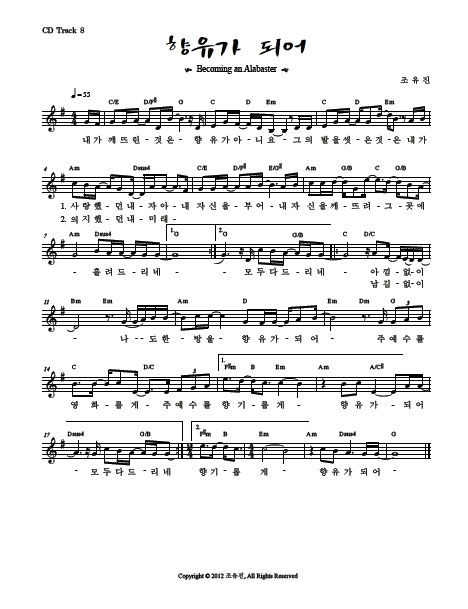 CD Track 8
향유가 되어
Becoming an Alabaster
조 유 진
♩=55
C/E D/F# G C D Em C D G
내가 깨뜨린-것은-향 유가아-니요-그의 발을씻-은것-은 내가
4 Am Dsus4 C/E D/F# E/G# Am G/B C G/B
1. 사 랑했-던내-자아-내 자 신을-부어-내자 신을깨-뜨려-그곳에
2. 의 지했-던내-미래-
7 Am Dsus4 1.G 2.G G/B C D G D/C
- 흘 려 드-리 네- - 모두다드-리네- 아 낌-없이
남 김-없이
11 Bm Em Am D Dm G
- 나-도 한-방 울- 향 유가되-어- 주예수를
14 C D/C 1. F#m B Em Am A/C#
영 화-롭게-주예수를 향 기-롭 게- 향유가-되어
17 Dsus4 G/B 2. F#m B Em Am Dsus4 G
- 모두다드-리네 향기-롭 게- 향유가 되어-
Copyright © 2012 조유진, All Rights Reserved